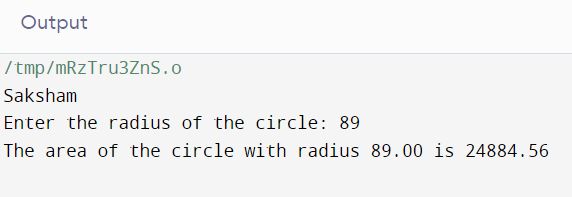 Output
/tmp/mRzTru3ZnS.o
Saksham
Enter the radius of the circle: 89
The area of the circle with radius 89.00 is 24884.56